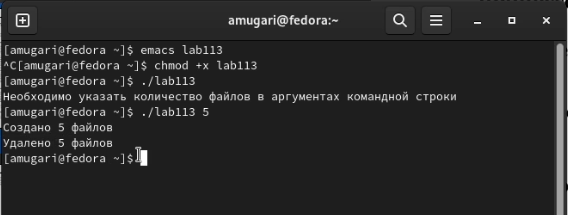 amugari@fedora:~
[amugari@fedora ~]$ emacs lab113
^C[amugari@fedora ~]$ chmod +x lab113
[amugari@fedora ~]$ ./lab113
Необходимо указать количество файлов в аргументах командной строки
[amugari@fedora ~]$ ./lab113 5
Создано 5 файлов
Удалено 5 файлов
[amugari@fedora ~]$